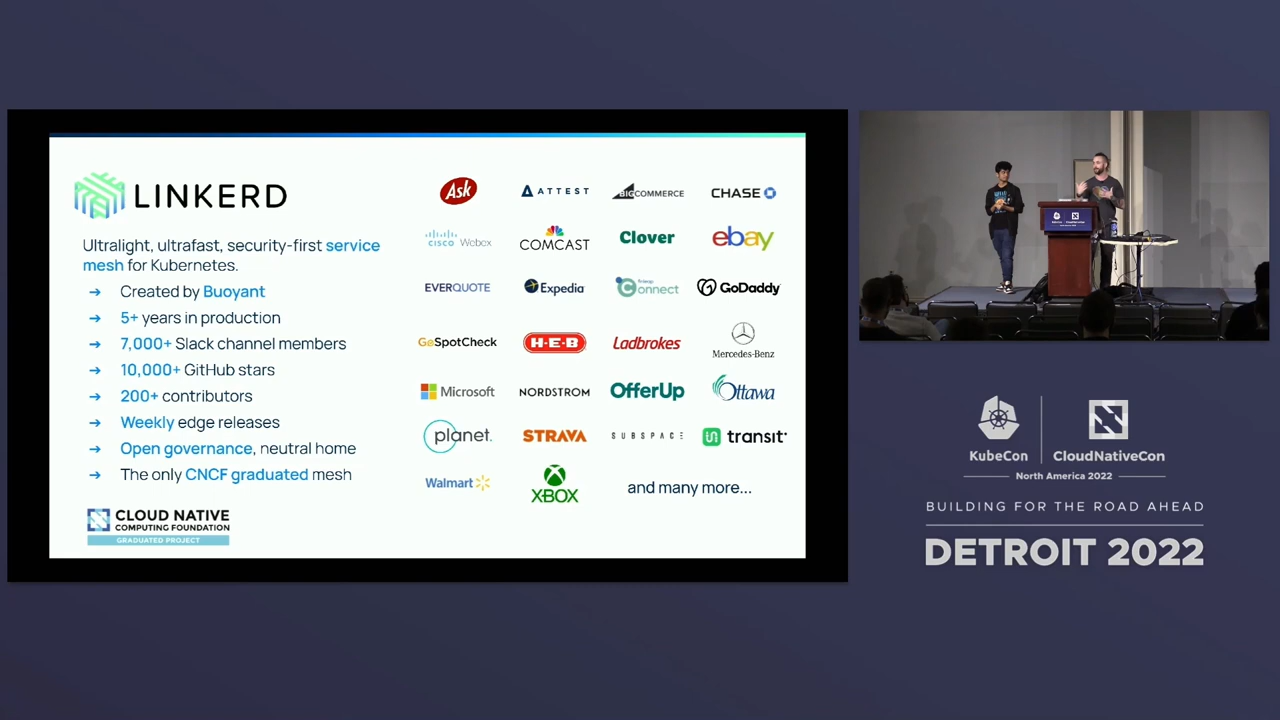 LINKERD
Ultralight, ultrafast, security-first service
mesh for Kubernetes.
→ Created by Buoyant
→ 5+ years in production
→ 7,000+ Slack channel members
→ 10,000+ GitHub stars
→ 200+ contributors
→ Weekly edge releases
→ Open governance, neutral home
→ The only CNCF graduated mesh
CLOUD NATIVE
COMPUTING FOUNDATION
GRADUATED PROJECT
Ask
ATTEST
BIGCOMMERCE
CHASE
CISCO Webex
COMCAST
Clover
ebay
EVERQUOTE
Expedia
Connect
GoDaddy
GoSpotCheck
H-E-B
Ladbrokes
Mercedes-Benz
Microsoft
NORDSTROM
OfferUp
Ottawa
planet.
STRAVA
SUBSPACE
transit
Walmart
XBOX
and many more...
KubeCon
CloudNativeCon
North America 2022
BUILDING FOR THE ROAD AHEAD
DETROIT 2022